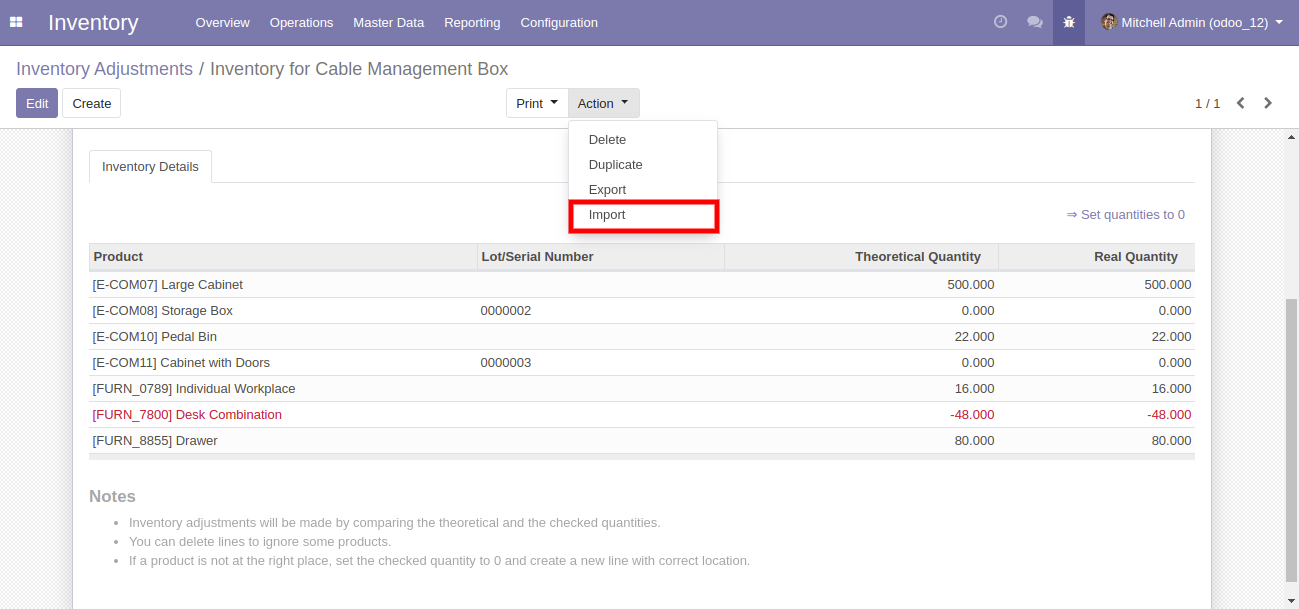 Inventory Overview Operations Master Data Reporting Configuration Mitchell Admin (odoo_12)
Inventory Adjustments / Inventory for Cable Management Box
Edit Create Print Action 1 / 1
Delete
Inventory Details Duplicate
Export
Import ⇒ Set quantities to 0
Product Lot/Serial Number Theoretical Quantity Real Quantity
[E-COM07] Large Cabinet 500.000 500.000
[E-COM08] Storage Box 0000002 0.000 0.000
[E-COM10] Pedal Bin 22.000 22.000
[E-COM11] Cabinet with Doors 0000003 0.000 0.000
[FURN_0789] Individual Workplace 16.000 16.000
[FURN_7800] Desk Combination -48.000 -48.000
[FURN_8855] Drawer 80.000 80.000
Notes
• Inventory adjustments will be made by comparing the theoretical and the checked quantities.
• You can delete lines to ignore some products.
• If a product is not at the right place, set the checked quantity to 0 and create a new line with correct location.